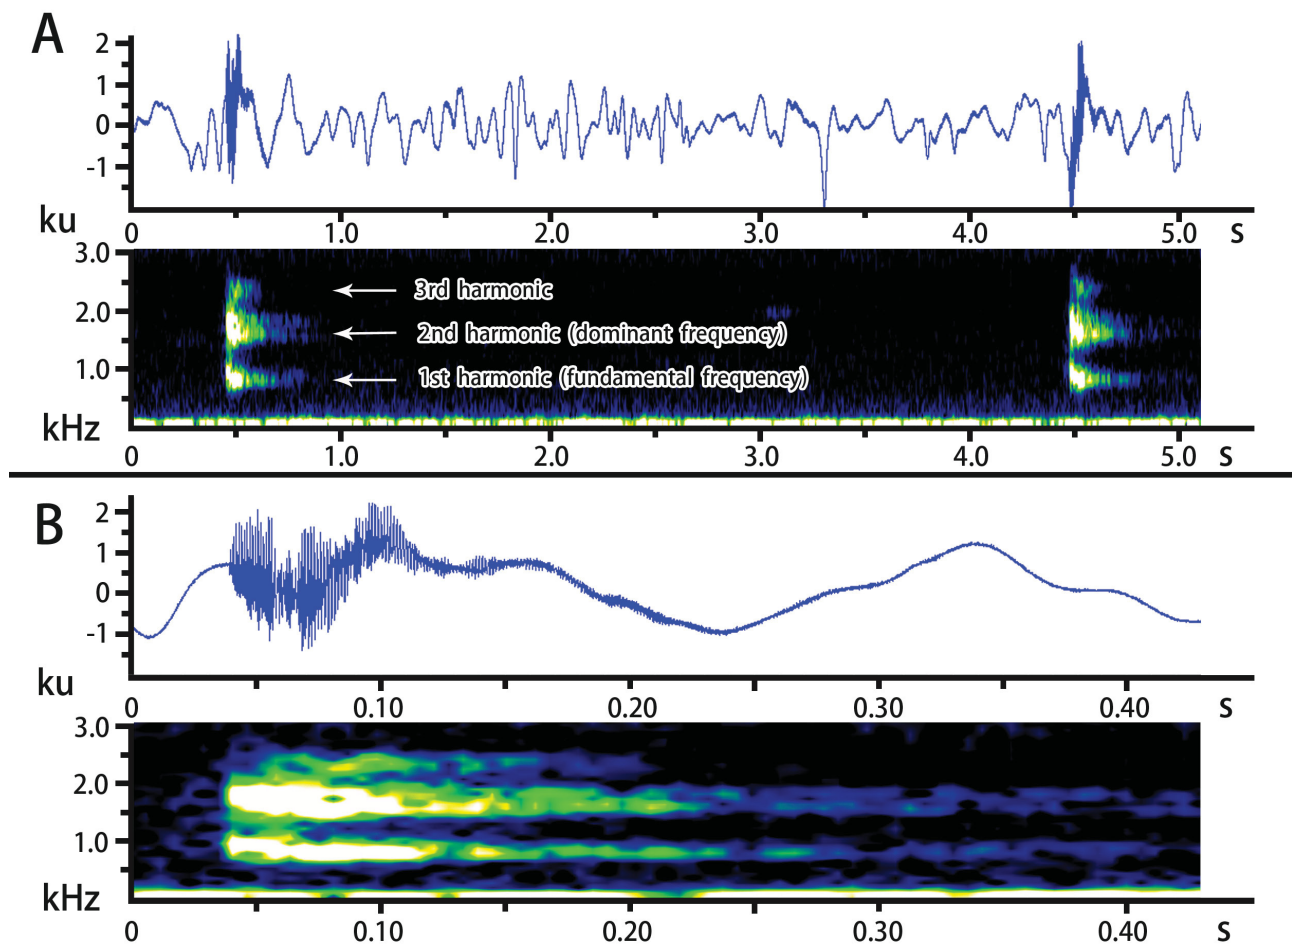 A
2
1
0
-1
ku
0 1.0 2.0 3.0 4.0 5.0 s
3.0
3rd harmonic
2.0
2nd harmonic (dominant frequency)
1.0
1st harmonic (fundamental frequency)
kHz
0 1.0 2.0 3.0 4.0 5.0 s
B
2
1
0
-1
ku
0 0.10 0.20 0.30 0.40 s
3.0
2.0
1.0
kHz
0 0.10 0.20 0.30 0.40 s